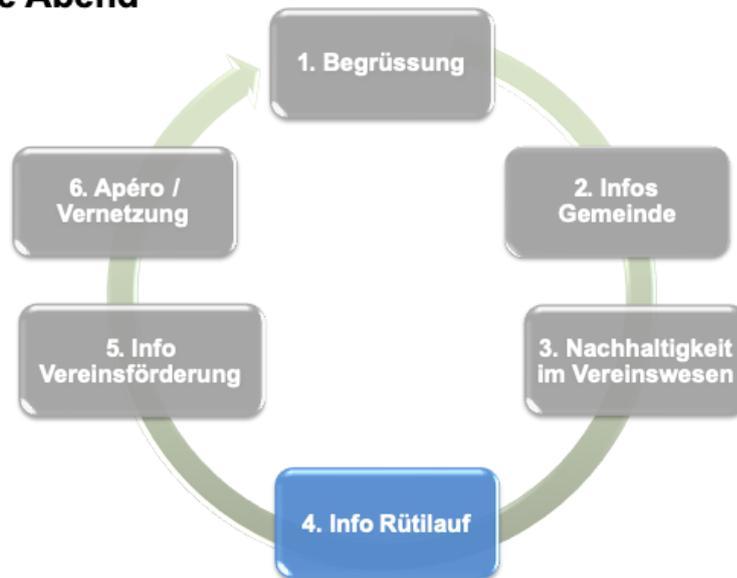 Abend
1. Begrüssung
2. Infos
Gemeinde
3. Nachhaltigkeit
im Vereinswesen
4. Info Rütilauf
5. Info
Vereinsförderung
6. Apéro /
Vernetzung